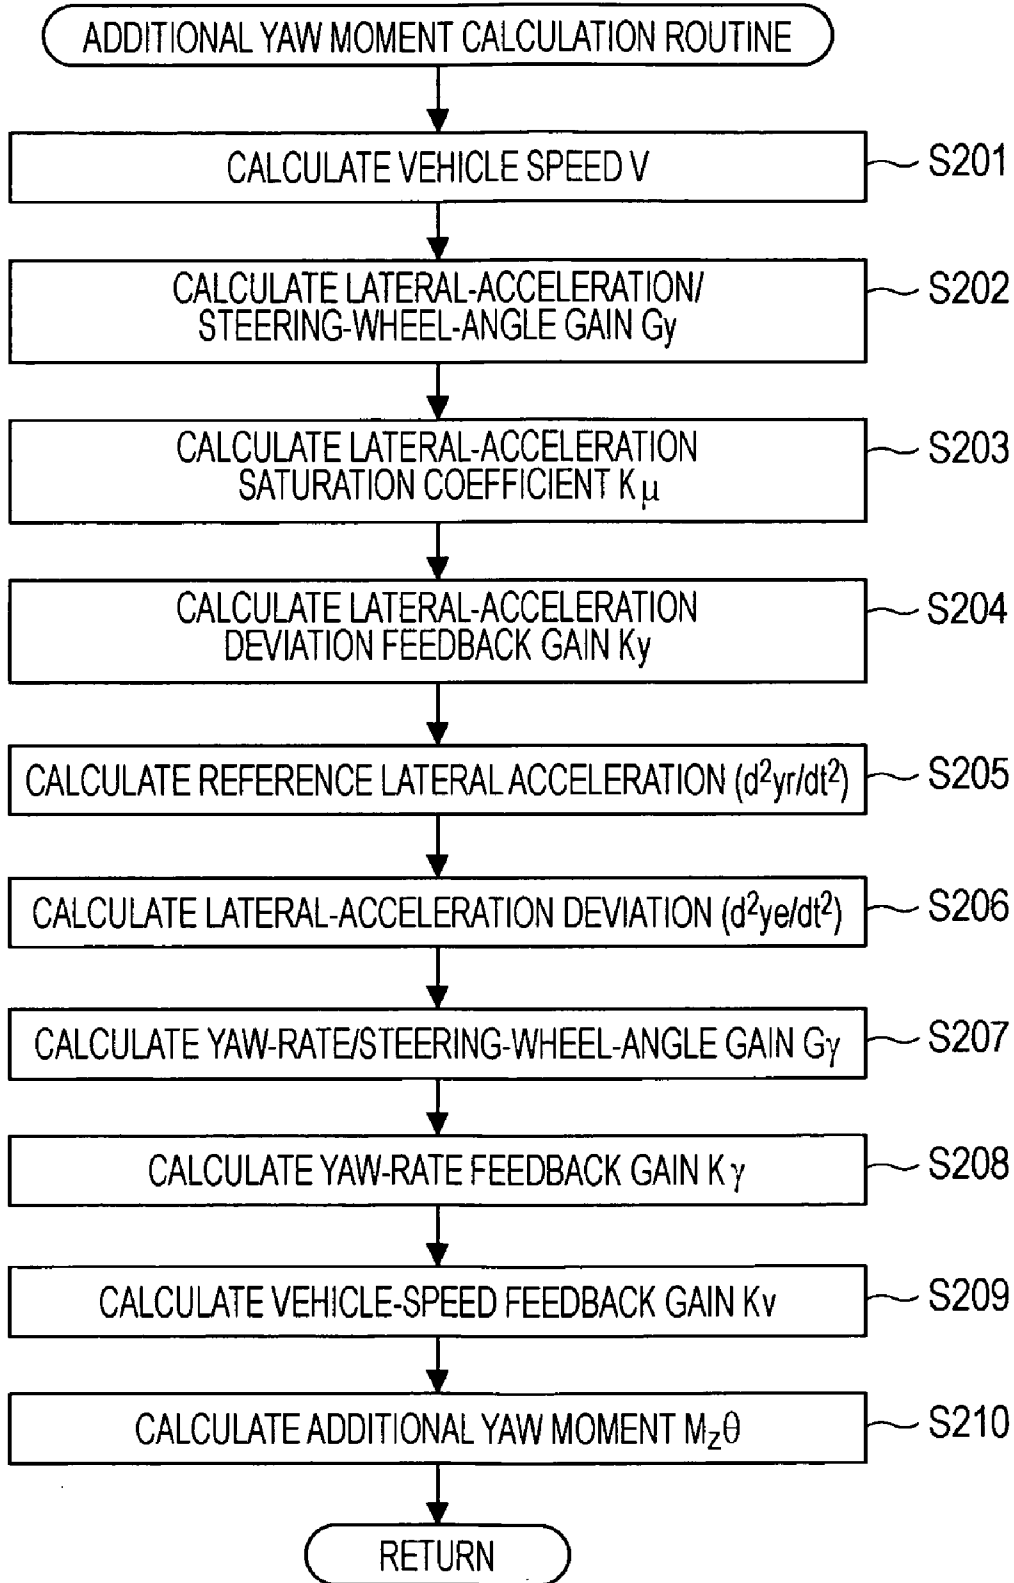 ADDITIONAL YAW MOMENT CALCULATION ROUTINE
CALCULATE VEHICLE SPEED V
S201
CALCULATE LATERAL-ACCELERATION/
STEERING-WHEEL-ANGLE GAIN Gy
S202
CALCULATE LATERAL-ACCELERATION
SATURATION COEFFICIENT Kμ
S203
CALCULATE LATERAL-ACCELERATION
DEVIATION FEEDBACK GAIN Ky
S204
CALCULATE REFERENCE LATERAL ACCELERATION (d²yr/dt²)
S205
CALCULATE LATERAL-ACCELERATION DEVIATION (d²ye/dt²)
S206
CALCULATE YAW-RATE/STEERING-WHEEL-ANGLE GAIN Gγ
S207
CALCULATE YAW-RATE FEEDBACK GAIN Kγ
S208
CALCULATE VEHICLE-SPEED FEEDBACK GAIN Kv
S209
CALCULATE ADDITIONAL YAW MOMENT Mzθ
S210
RETURN